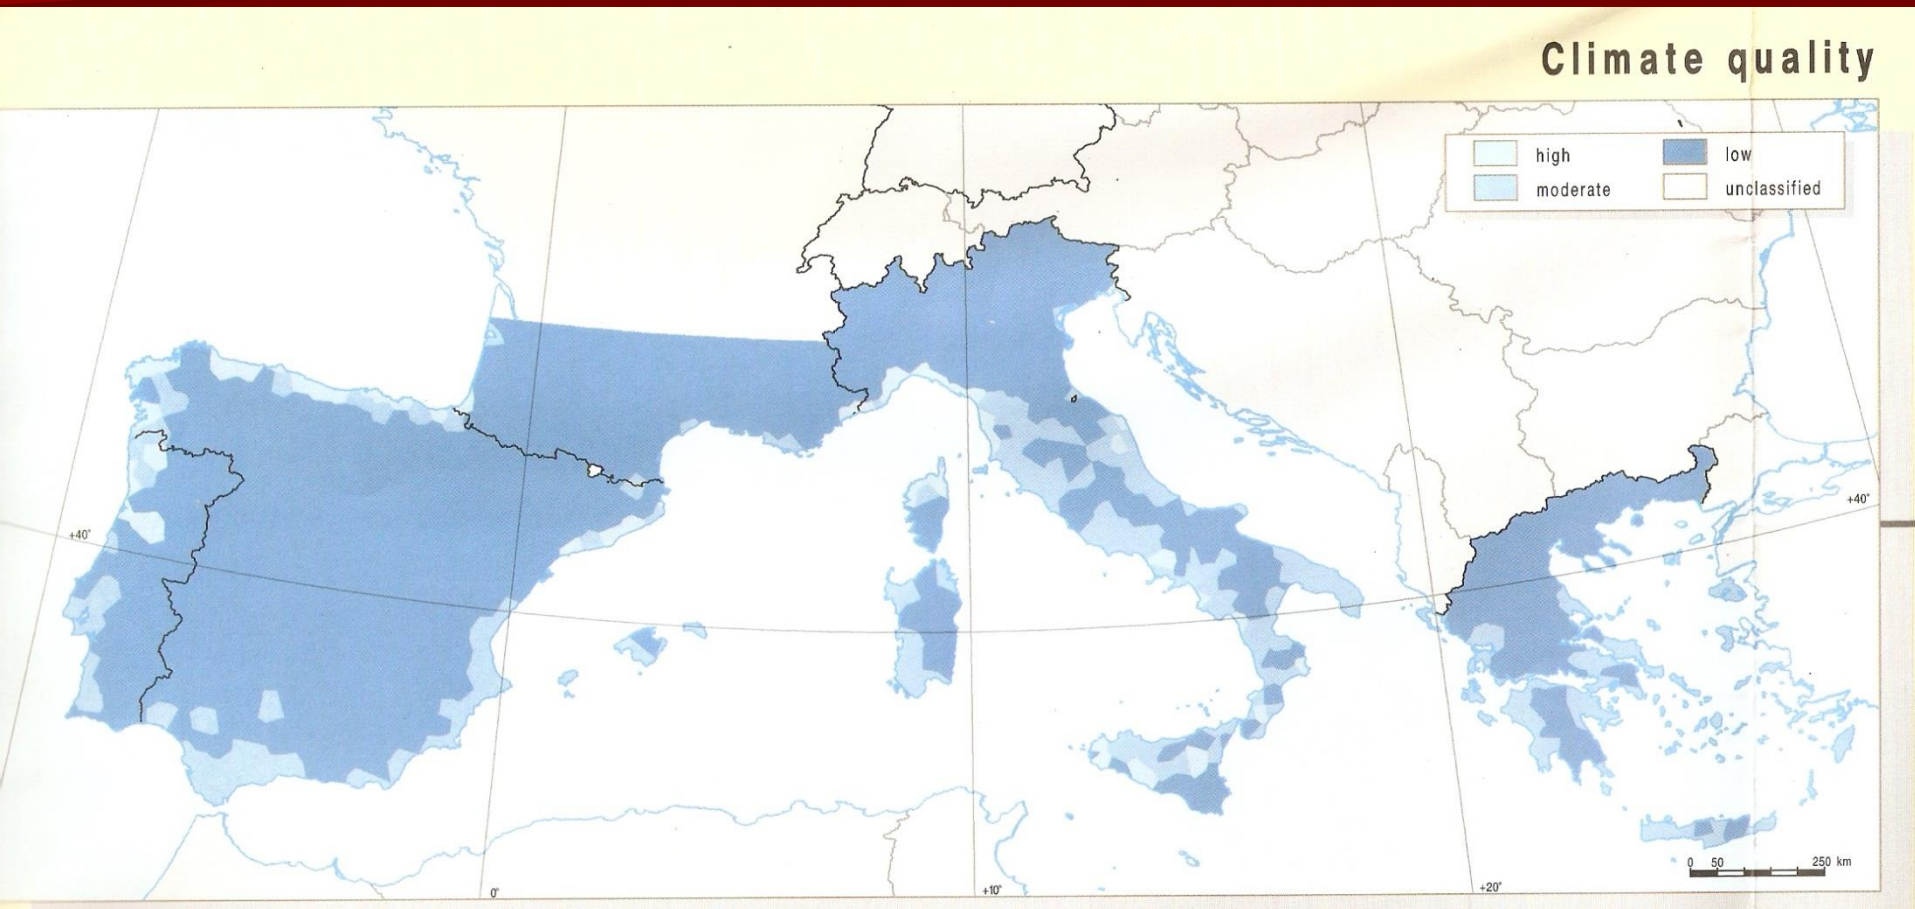 Climate quality
high low
moderate unclassified
+40°
+40°
0 50 250 km
0° +10° +20°